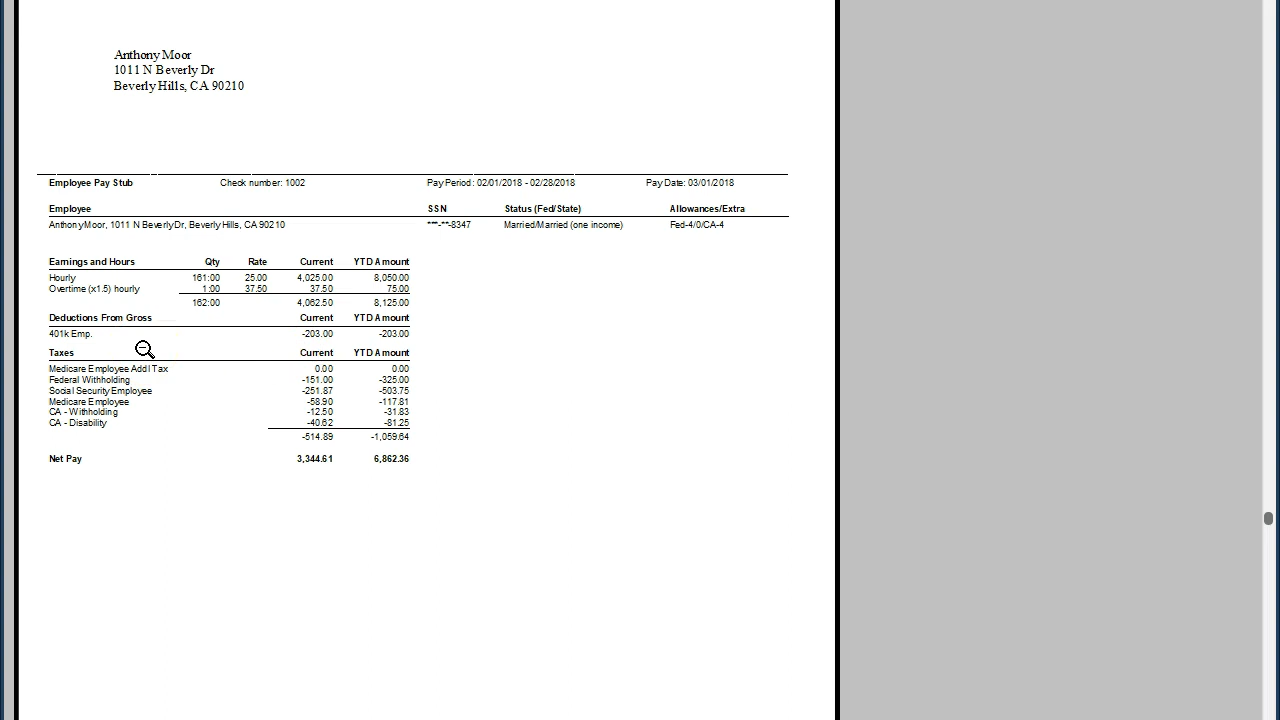 Anthony Moor
1011 N Beverly Dr
Beverly Hills, CA 90210
Employee Pay Stub Check number: 1002 Pay Period: 02/01/2018 - 02/28/2018 Pay Date: 03/01/2018
Employee SSN Status (Fed/State) Allowances/Extra
Anthony Moor, 1011 N Beverly Dr, Beverly Hills, CA 90210 ***-**-8347 Married/Married (one income) Fed-4/0/CA-4
Earnings and Hours Qty Rate Current YTD Amount
Hourly 161:00 25.00 4,025.00 8,050.00
Overtime (x1.5) hourly 1:00 37.50 37.50 75.00
162:00 4,062.50 8,125.00
Deductions From Gross Current YTD Amount
401k Emp. -203.00 -203.00
Taxes Current YTD Amount
Medicare Employee Addl Tax 0.00 0.00
Federal Withholding -151.00 -325.00
Social Security Employee -251.87 -503.75
Medicare Employee -58.90 -117.81
CA - Withholding -12.50 -31.83
CA - Disability -40.62 -81.25
-514.89 -1,059.64
Net Pay 3,344.61 6,862.36